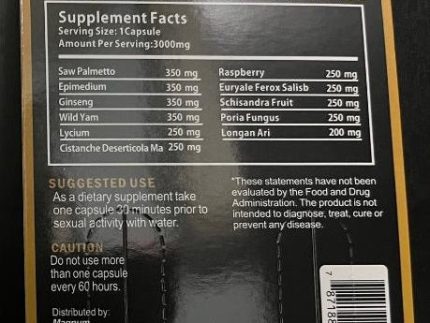 Supplement Facts
Serving Size: 1Capsule
Amount Per Serving:3000mg
Saw Palmetto 350 mg
Epimedium 350 mg
Ginseng 350 mg
Wild Yam 350 mg
Lycium 250 mg
Cistanche Deserticola Ma 250 mg
Raspberry 250 mg
Euryale Ferox Salisb 250 mg
Schisandra Fruit 250 mg
Poria Fungus 250 mg
Longan Ari 200 mg
SUGGESTED USE
As a dietary supplement take
one capsule 30 minutes prior to
sexual activity with water.
CAUTION
Do not use more
than one capsule
every 60 hours.
Distributed by:
Magnum
*These statements have not been
evaluated by the Food and Drug
Administration. The product is not
intended to diagnose, treat, cure or
prevent any disease.
7 87188